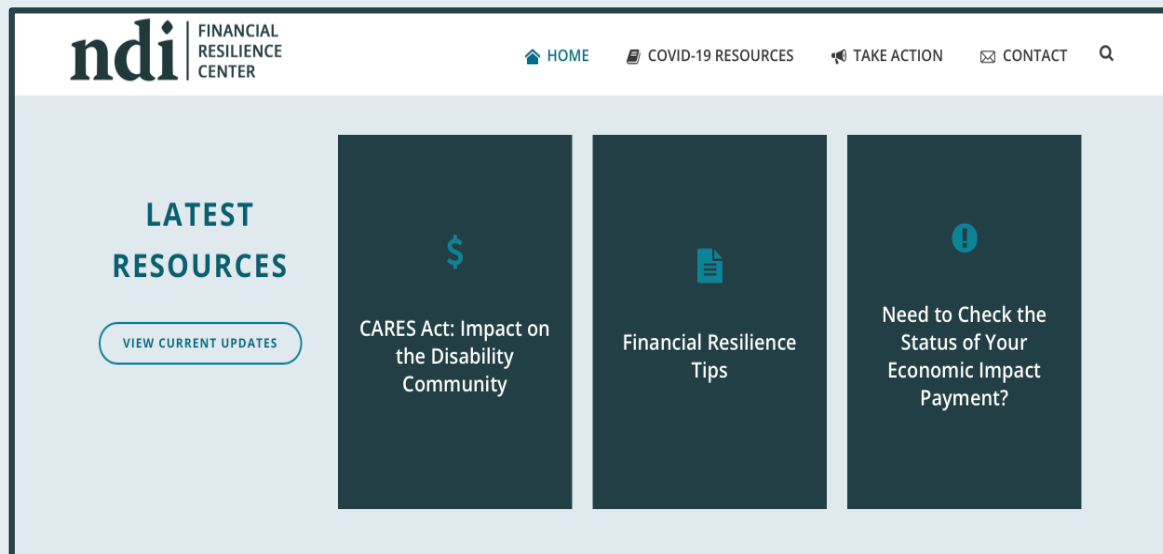 ndi
FINANCIAL
RESILIENCE
CENTER
HOME
COVID-19 RESOURCES
TAKE ACTION
CONTACT
LATEST
RESOURCES
VIEW CURRENT UPDATES
$
CARES Act: Impact on
the Disability
Community
Financial Resilience
Tips
Need to Check the
Status of Your
Economic Impact
Payment?